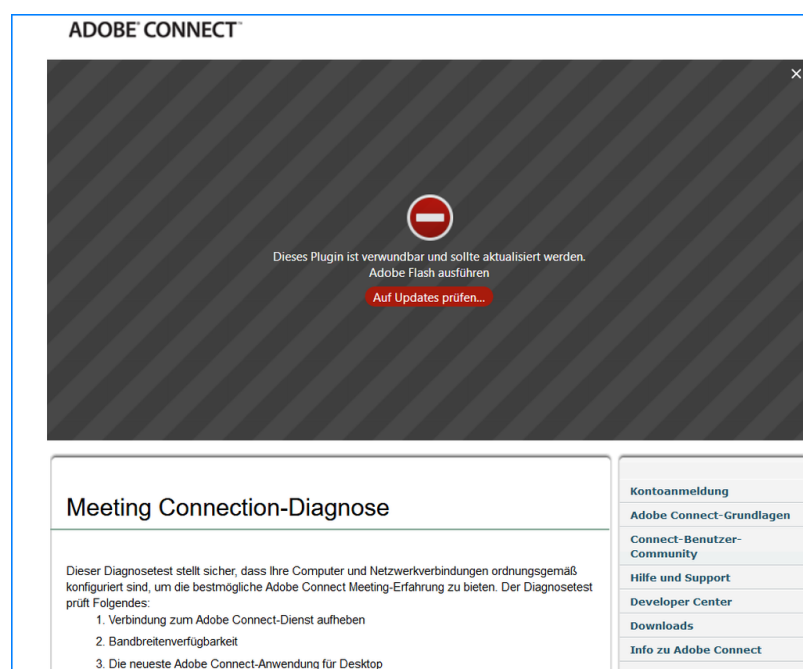 ADOBE® CONNECT™
Dieses Plugin ist verwundbar und sollte aktualisiert werden.
Adobe Flash ausführen
Auf Updates prüfen...
Meeting Connection-Diagnose
Dieser Diagnosetest stellt sicher, dass Ihre Computer und Netzwerkverbindungen ordnungsgemäß
konfiguriert sind, um die bestmögliche Adobe Connect Meeting-Erfahrung zu bieten. Der Diagnosetest
prüft Folgendes:
1. Verbindung zum Adobe Connect-Dienst aufheben
2. Bandbreitenverfügbarkeit
3. Die neueste Adobe Connect-Anwendung für Desktop
Kontoanmeldung
Adobe Connect-Grundlagen
Connect-Benutzer-
Community
Hilfe und Support
Developer Center
Downloads
Info zu Adobe Connect